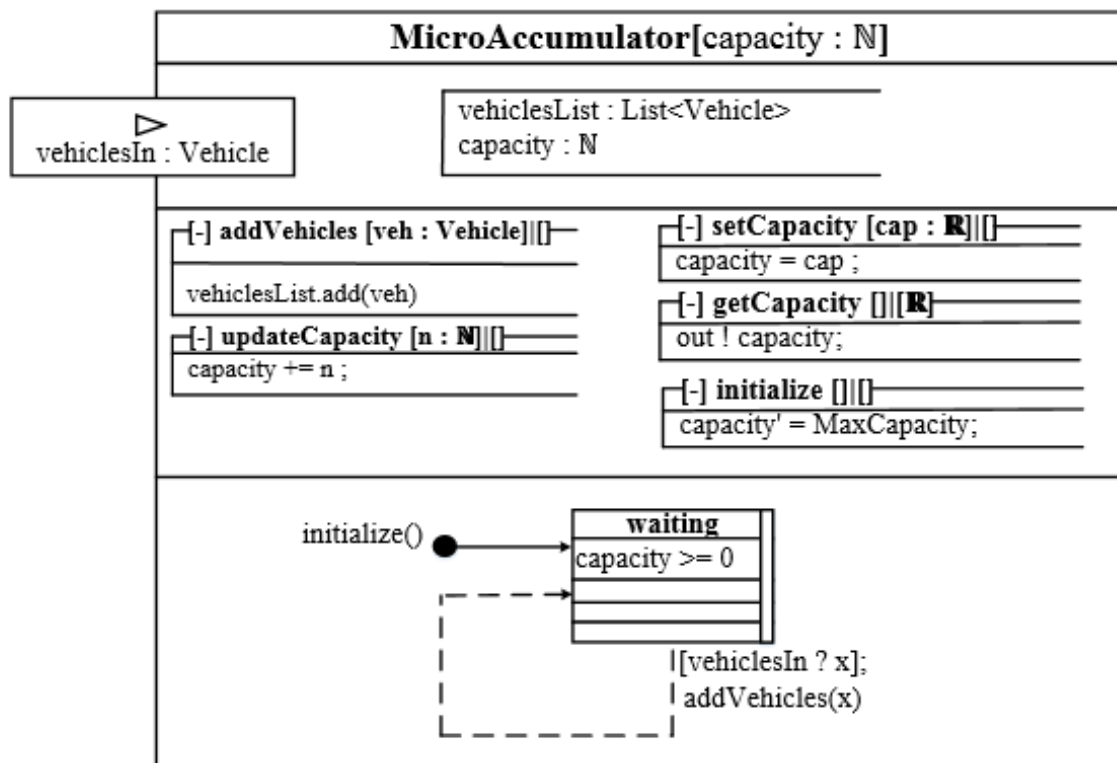 MicroAccumulator[capacity : ℕ]
vehiclesIn : Vehicle
vehiclesList : List<Vehicle>
capacity : ℕ
[-] addVehicles [veh : Vehicle]|[]
vehiclesList.add(veh)
[-] updateCapacity [n : ℕ]|[]
capacity += n ;
[-] setCapacity [cap : ℝ]|[]
capacity = cap ;
[-] getCapacity []|[ℝ]
out ! capacity;
[-] initialize []|[]
capacity' = MaxCapacity;
initialize()
waiting
capacity >= 0
[vehiclesIn ? x];
addVehicles(x)